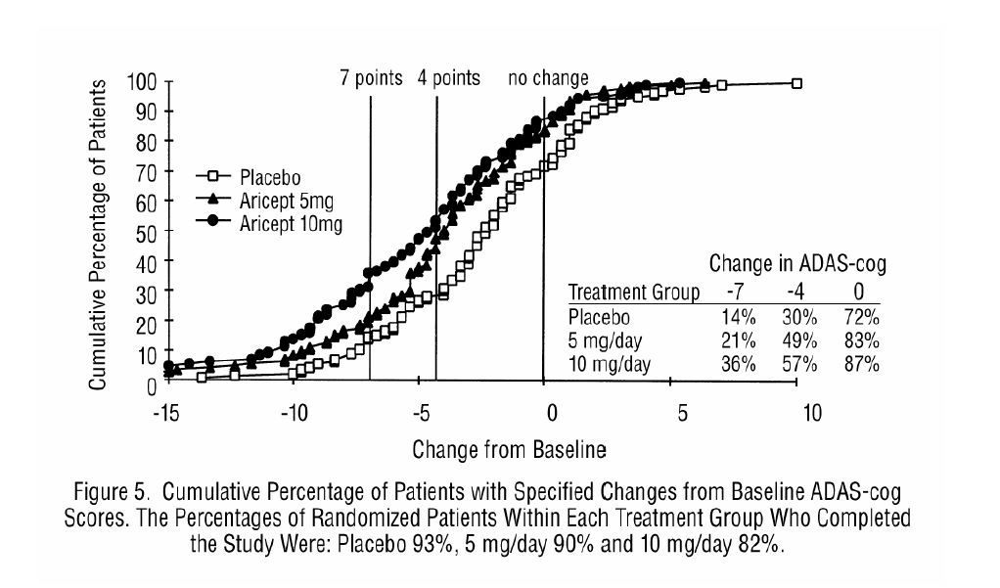 7 points 4 points no change
100
90
80
70
60
50
40
30
20
10
0
Cumulative Percentage of Patients
Placebo
Aricept 5mg
Aricept 10mg
Change in ADAS-cog
Treatment Group -7 -4 0
Placebo 14% 30% 72%
5 mg/day 21% 49% 83%
10 mg/day 36% 57% 87%
-15 -10 -5 0 5 10
Change from Baseline
Figure 5. Cumulative Percentage of Patients with Specified Changes from Baseline ADAS-cog
Scores. The Percentages of Randomized Patients Within Each Treatment Group Who Completed
the Study Were: Placebo 93%, 5 mg/day 90% and 10 mg/day 82%.